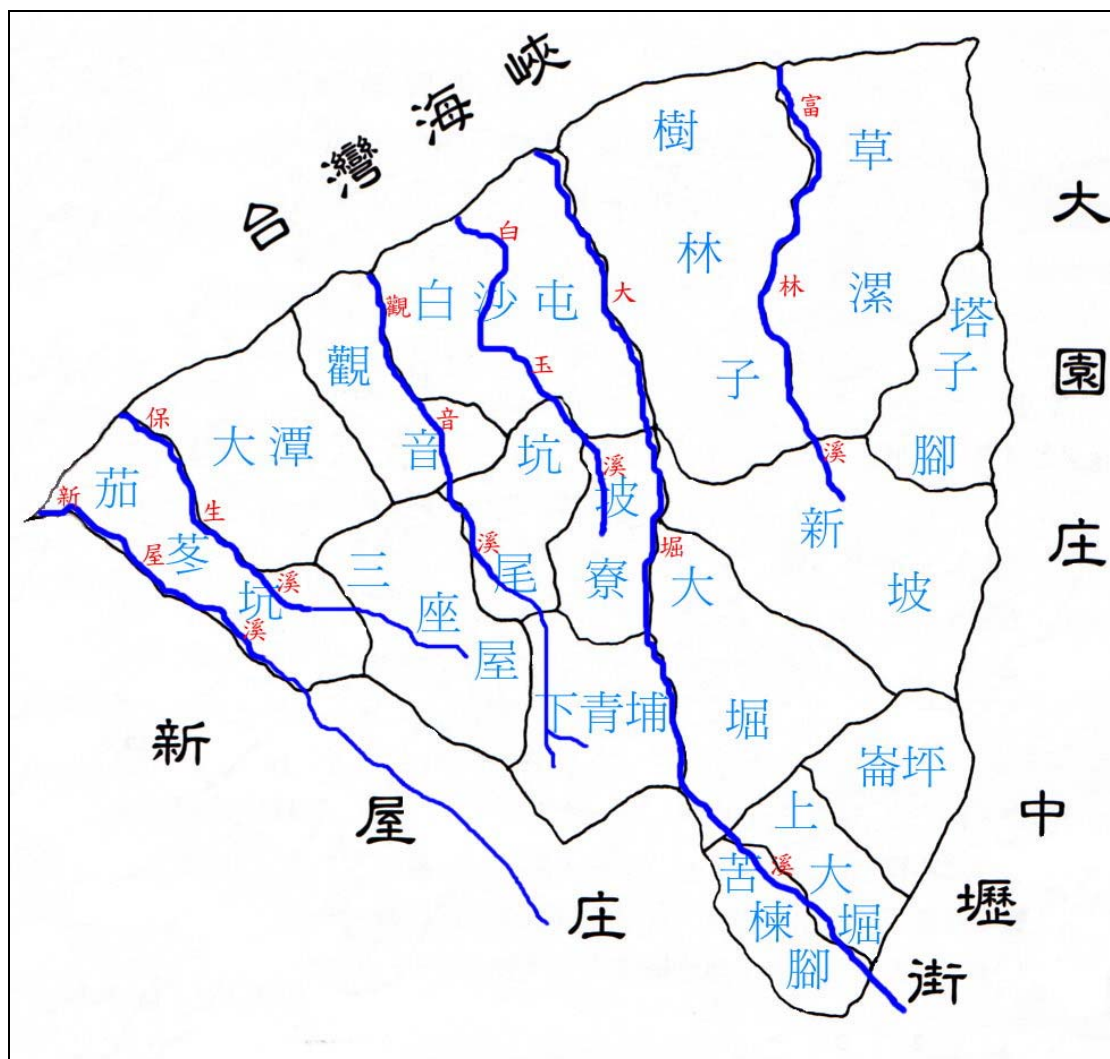 台灣海峽
大園庄
中壢街
新屋庄
草漯
樹林子
塔子腳
白沙屯
觀音
大潭
茄苳坑
三座屋
坑尾
坡寮
新坡
大堀
下青埔
崙坪
上大堀
苦楝腳
富林溪
大堀溪
白玉溪
觀音溪
保生溪
新屋溪